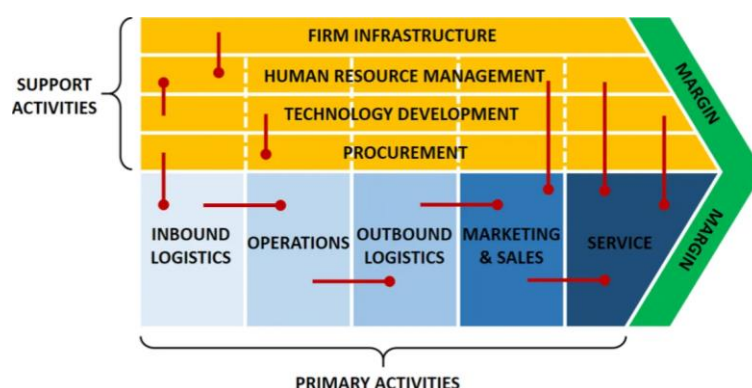 FIRM INFRASTRUCTURE
SUPPORT
ACTIVITIES
HUMAN RESOURCE MANAGEMENT
TECHNOLOGY DEVELOPMENT
PROCUREMENT
MARGIN
INBOUND
LOGISTICS
OPERATIONS
OUTBOUND
LOGISTICS
MARKETING
& SALES
SERVICE
MARGIN
PRIMARY ACTIVITIES